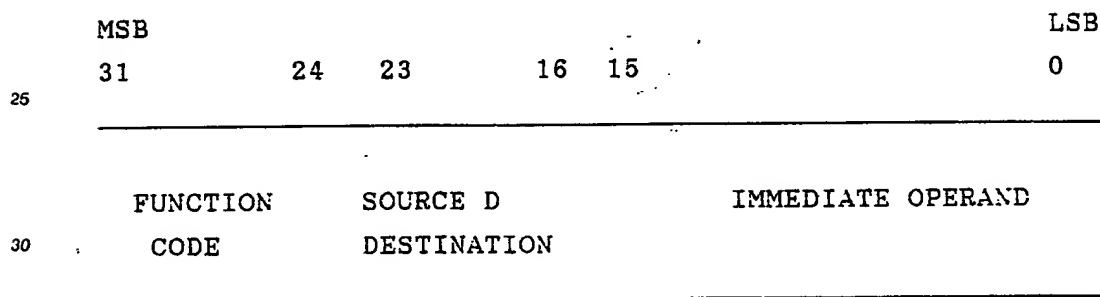 MSB LSB
31 24 23 16 15 0
25
FUNCTION SOURCE D IMMEDIATE OPERAND
30 CODE DESTINATION